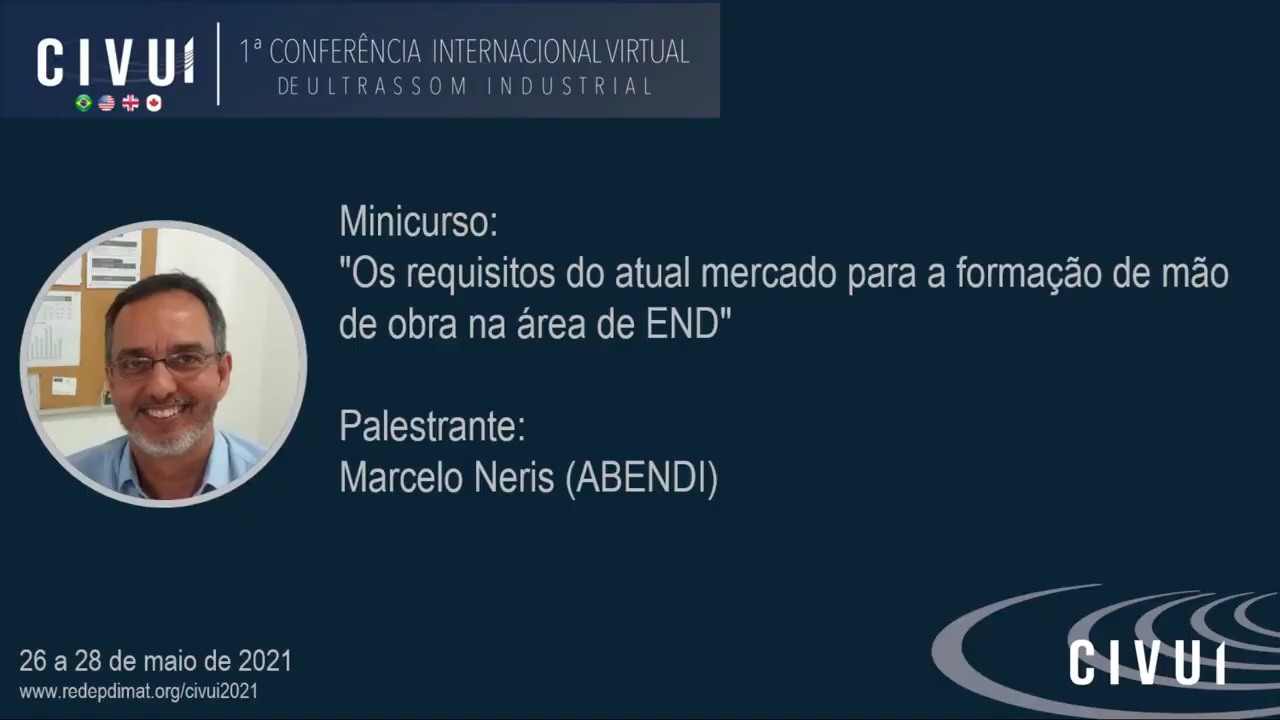 CIVUI
1ª CONFERÊNCIA INTERNACIONAL VIRTUAL
DE ULTRASSOM INDUSTRIAL
Minicurso:
"Os requisitos do atual mercado para a formação de mão
de obra na área de END"
Palestrante:
Marcelo Neris (ABENDI)
26 a 28 de maio de 2021
www.redepdimat.org/civui2021
CIVUI